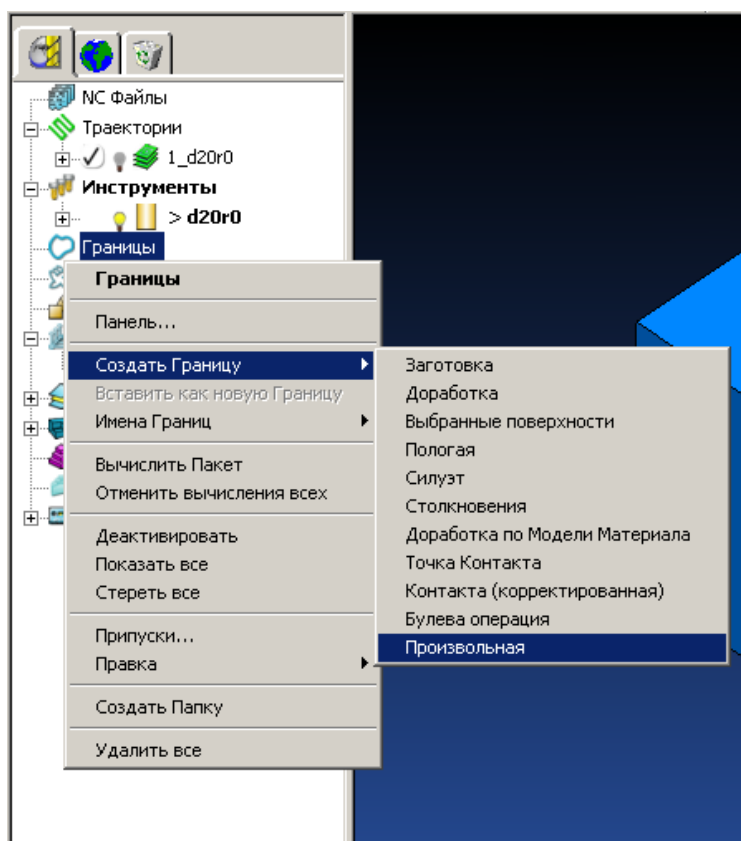 NC Файлы
Траектории
1_d20r0
Инструменты
> d20r0
Границы
Границы
Панель...
Создать Границу
Вставить как новую Границу
Имена Границ
Вычислить Пакет
Отменить вычисления всех
Деактивировать
Показать все
Стереть все
Припуски...
Правка
Создать Папку
Удалить все
Заготовка
Доработка
Выбранные поверхности
Пологая
Силуэт
Столкновения
Доработка по Модели Материала
Точка Контакта
Контакта (корректированная)
Булева операция
Произвольная